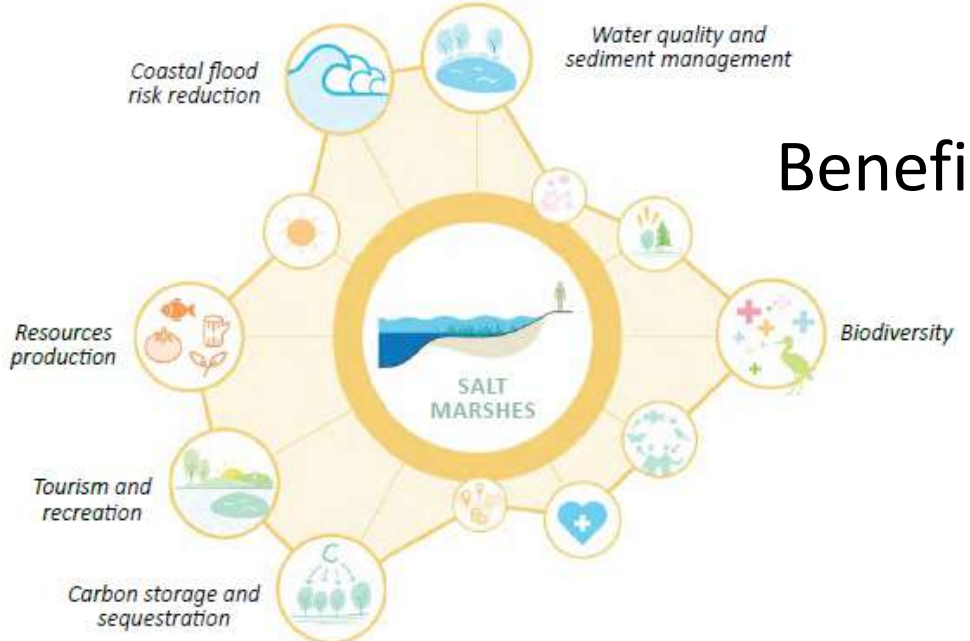 Coastal flood
risk reduction
Water quality and
sediment management
Benefi
Resources
production
Biodiversity
SALT
MARSHES
Tourism and
recreation
Carbon storage and
sequestration
C